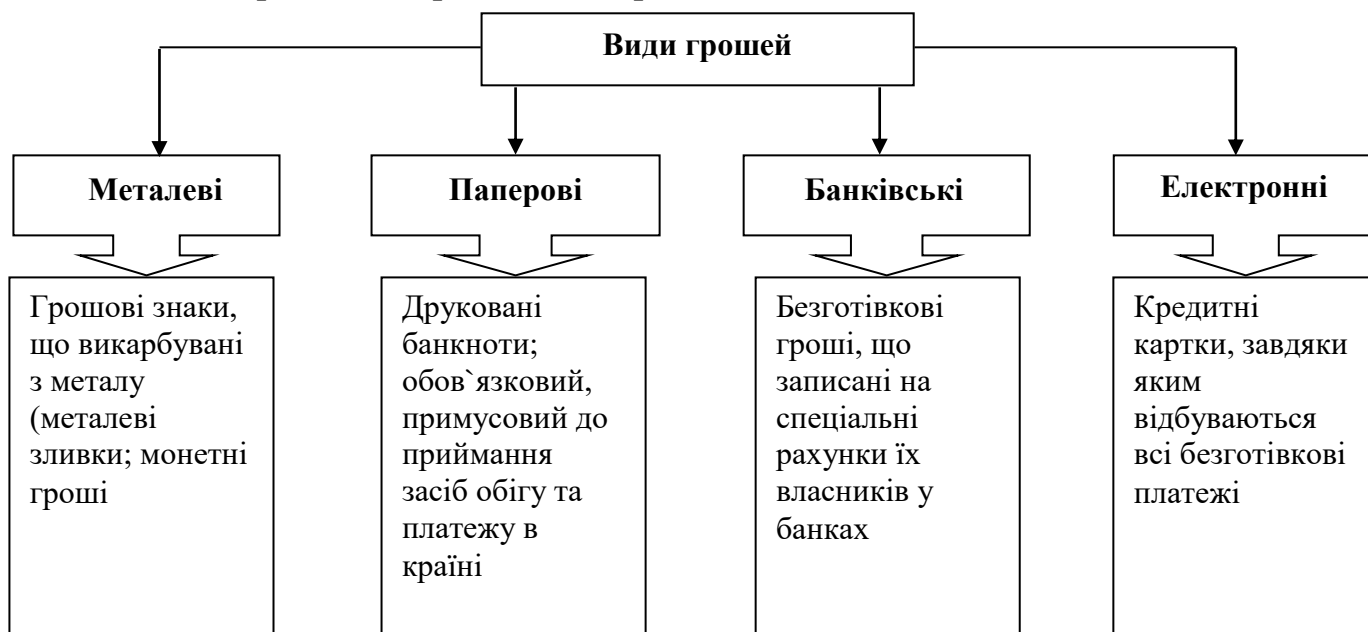 Види грошей
Металеві
Паперові
Банківські
Електронні
Грошові знаки,
що викарбувані
з металу
(металеві
зливки; монетні
гроші
Друковані
банкноти;
обов`язковий,
примусовий до
приймання
засіб обігу та
платежу в
країні
Безготівкові
гроші, що
записані на
спеціальні
рахунки їх
власників у
банках
Кредитні
картки, завдяки
яким
відбуваються
всі безготівкові
платежі